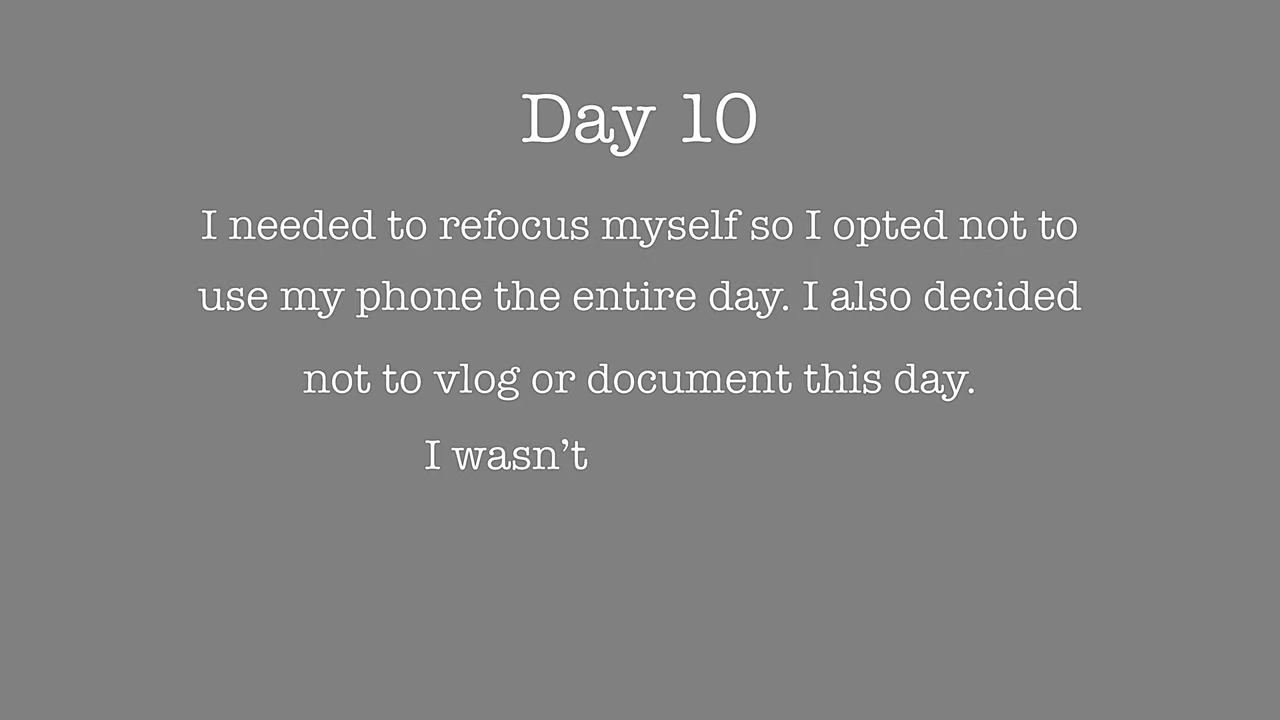 Day 10
I needed to refocus myself so I opted not to
use my phone the entire day. I also decided
not to vlog or document this day.
I wasn’t